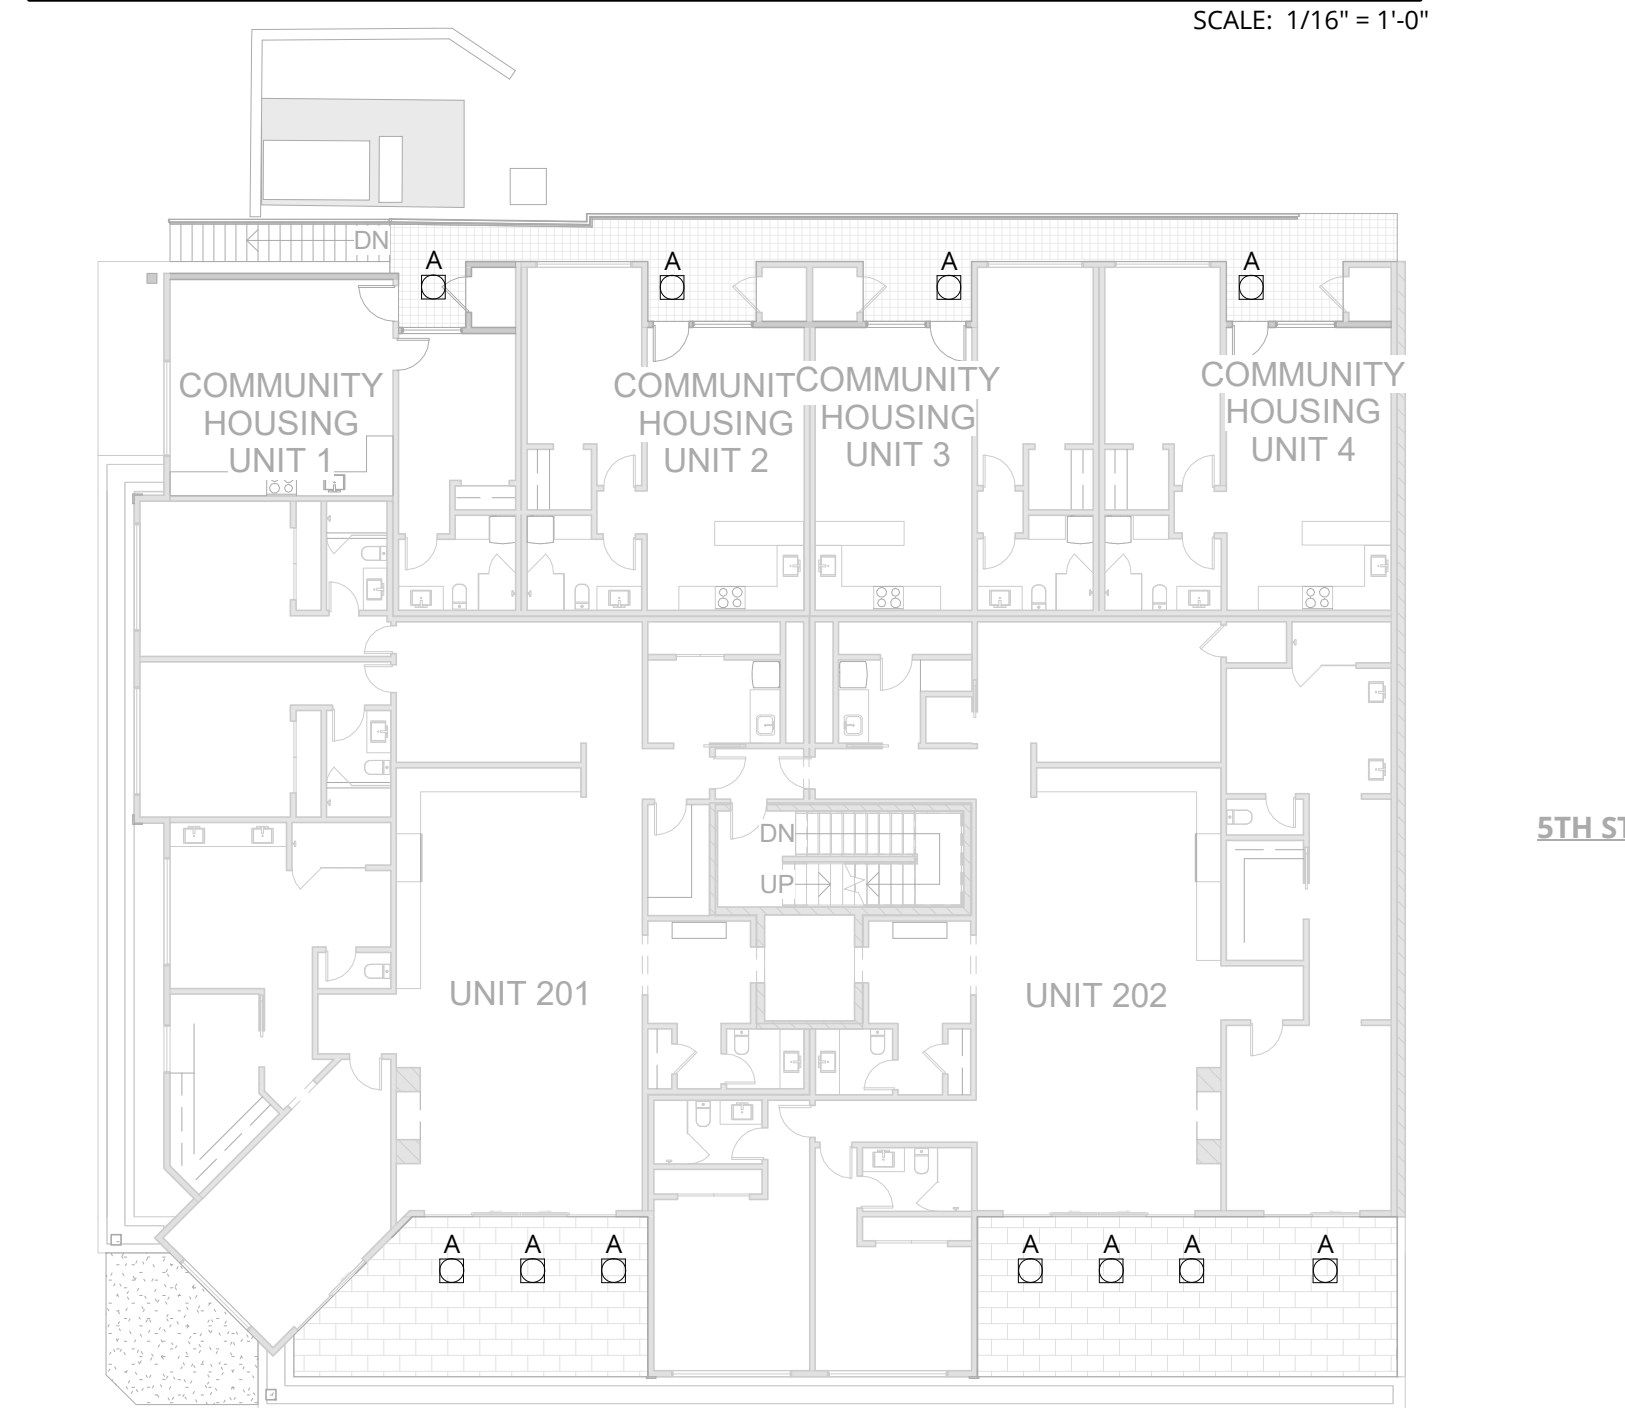 SCALE: 1/16" = 1'-0"
DN
A
A
A
A
COMMUNITY
HOUSING
UNIT 1
COMMUNIT
HOUSING
UNIT 2
COMMUNITY
HOUSING
UNIT 3
COMMUNITY
HOUSING
UNIT 4
DN
UP
5TH ST
UNIT 201
UNIT 202
A
A
A
A
A
A
A